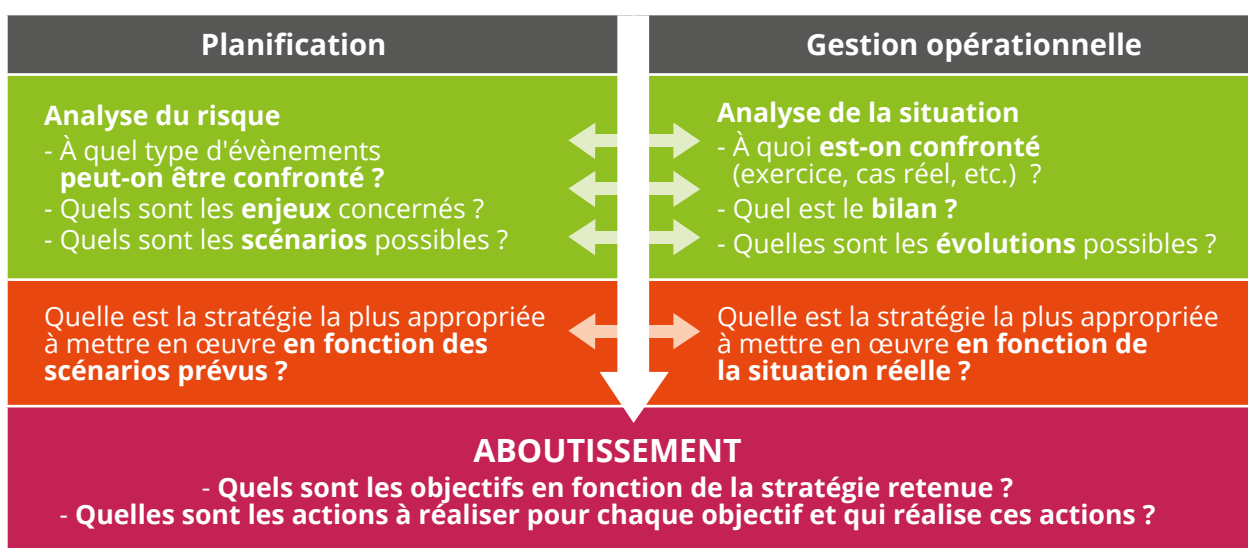 Planification
Analyse du risque
- À quel type d'évènements
peut-on être confronté ?
- Quels sont les enjeux concernés ?
- Quels sont les scénarios possibles ?
Quelle est la stratégie la plus appropriée
à mettre en œuvre en fonction des
scénarios prévus ?
Gestion opérationnelle
Analyse de la situation
- À quoi est-on confronté
(exercice, cas réel, etc.) ?
- Quel est le bilan ?
- Quelles sont les évolutions possibles ?
Quelle est la stratégie la plus appropriée
à mettre en œuvre en fonction de
la situation réelle ?
ABOUTISSEMENT
- Quels sont les objectifs en fonction de la stratégie retenue ?
- Quelles sont les actions à réaliser pour chaque objectif et qui réalise ces actions ?